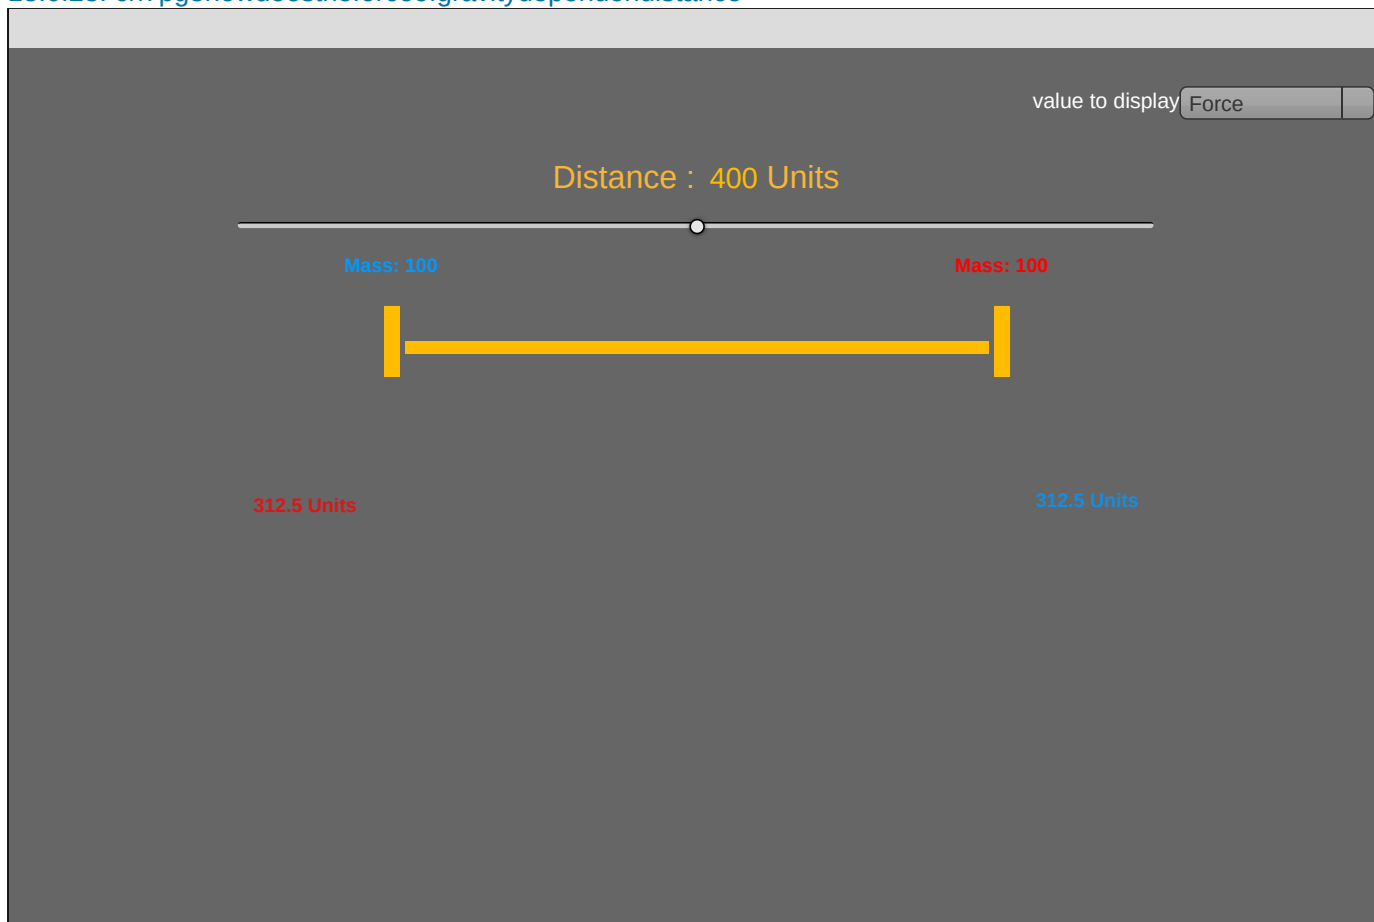 value to display Force
Distance : 400 Units
Mass: 100 Mass: 100
312.5 Units 312.5 Units